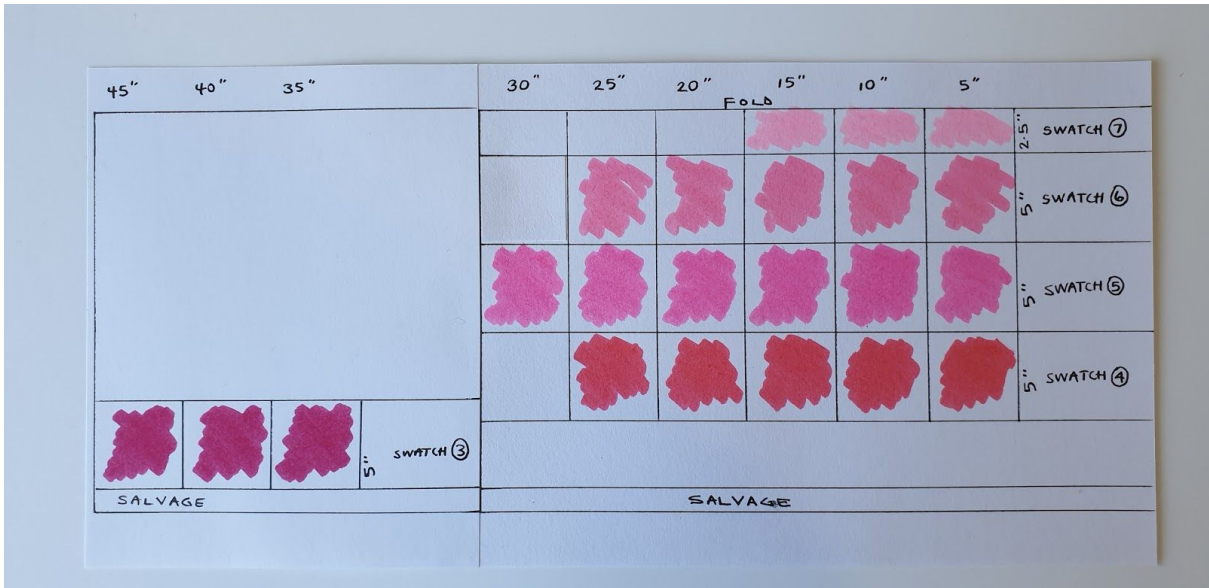 45" 40" 35" 30" 25" 20" 15" 10" 5"
FOLD
2.5" SWATCH 7
5" SWATCH 6
5" SWATCH 5
5" SWATCH 4
5" SWATCH 3
SALVAGE SALVAGE